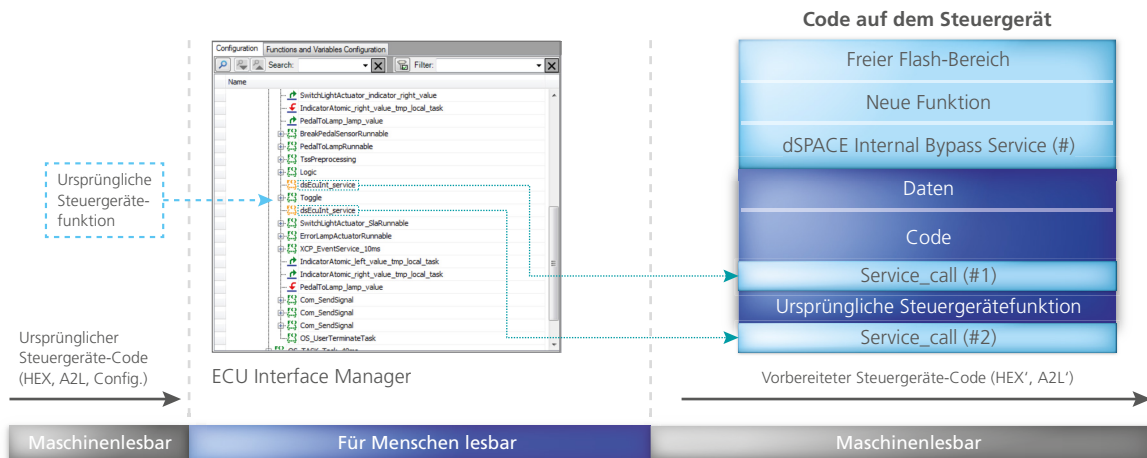 Code auf dem Steuergerät
Configuration Functions and Variables Configuration
Search: Filter:
Name
SwitchLightActuator_indicator_right_value
IndicatorAtomic_right_value_tmp_local_task
PedalToLamp_lamp_value
BreakPedalSensorRunnable
PedalToLampRunnable
TssPreprocessing
Logic
dsEcuInt_service
Toggle
dsEcuInt_service
SwitchLightActuator_SlaRunnable
ErrorLampActuatorRunnable
XCP_EventService_10ms
IndicatorAtomic_left_value_tmp_local_task
IndicatorAtomic_right_value_tmp_local_task
PedalToLamp_lamp_value
Com_SendSignal
Com_SendSignal
Com_SendSignal
OS_UserTerminateTask
Ursprüngliche
Steuergeräte-
funktion
Freier Flash-Bereich
Neue Funktion
dSPACE Internal Bypass Service (#)
Daten
Code
Service_call (#1)
Ursprüngliche Steuergerätefunktion
Service_call (#2)
Ursprünglicher
Steuergeräte-Code
(HEX, A2L, Config.)
ECU Interface Manager
Vorbereiteter Steuergeräte-Code (HEX’, A2L‘)
Maschinenlesbar
Für Menschen lesbar
Maschinenlesbar